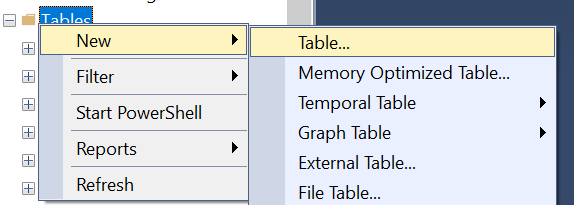 Tables
New
Filter
Start PowerShell
Reports
Refresh
Table...
Memory Optimized Table...
Temporal Table
Graph Table
External Table...
File Table...